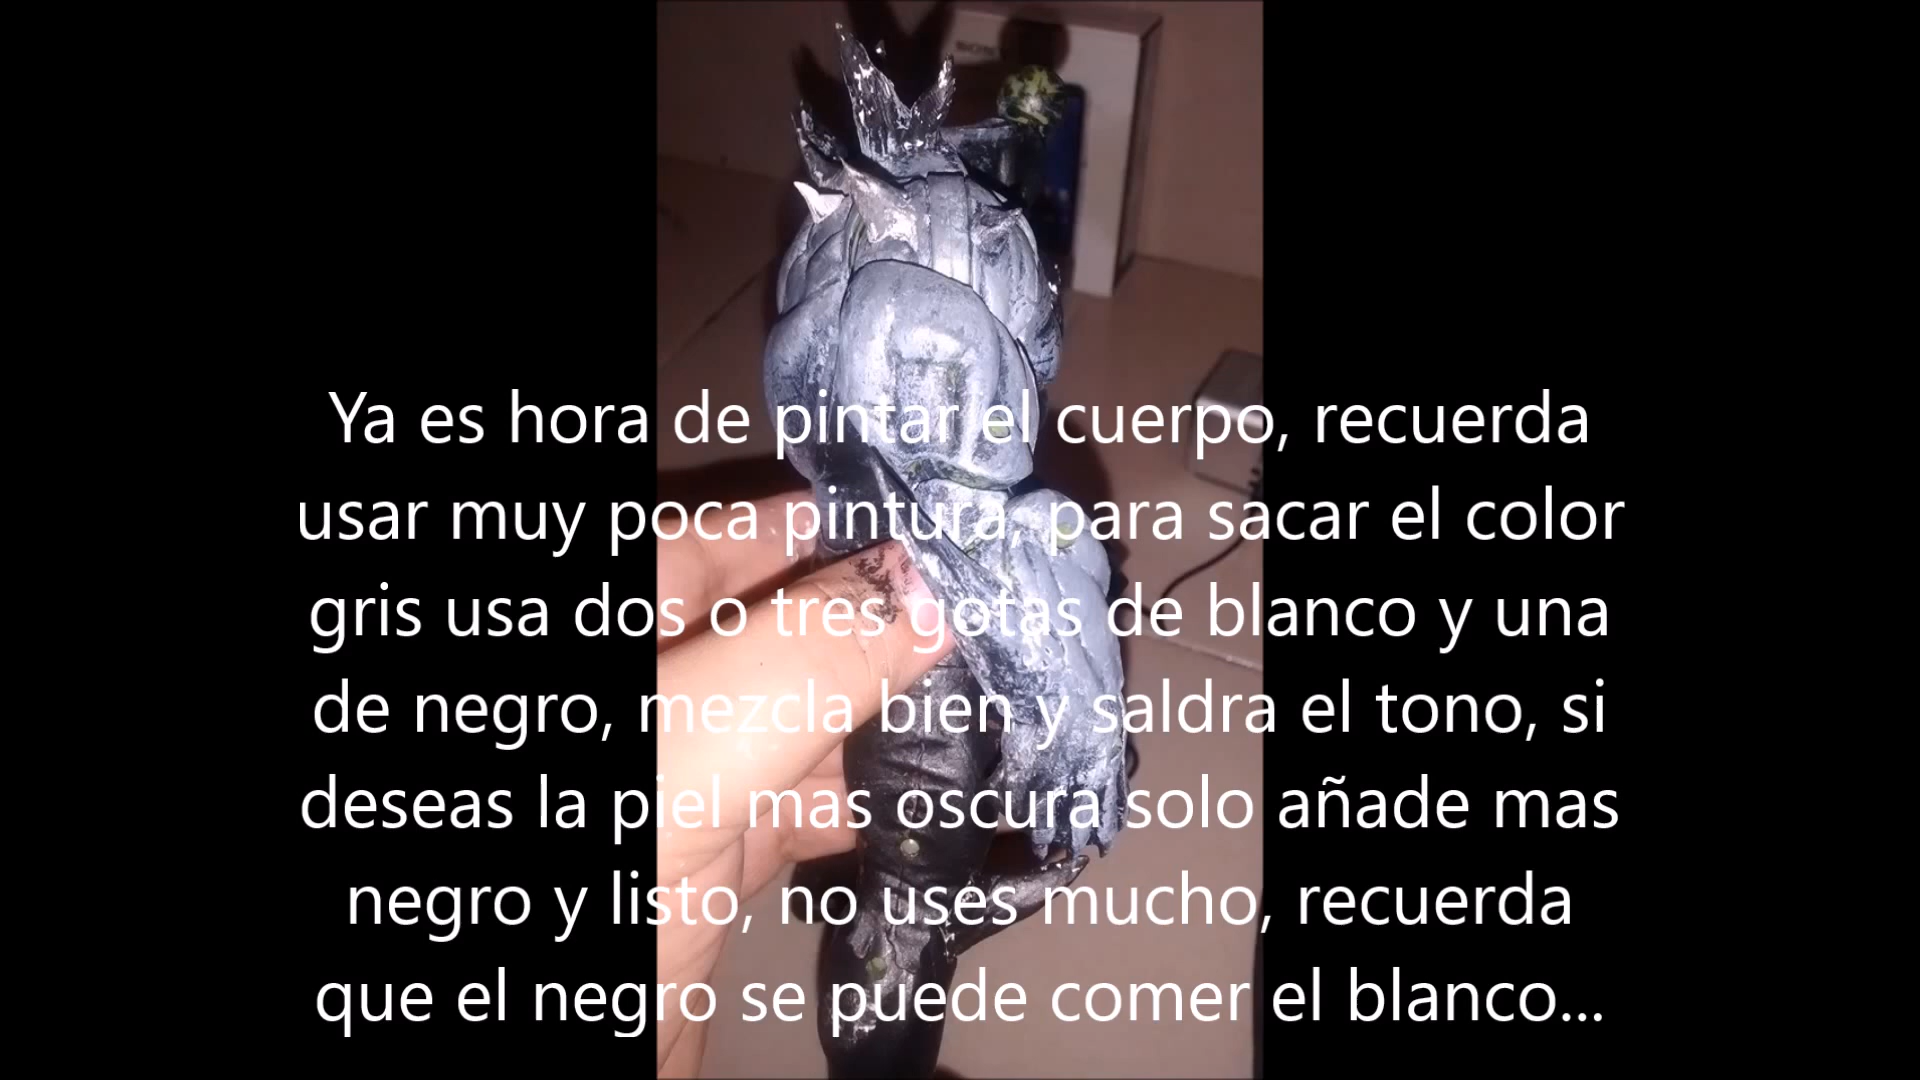 Ya es hora de pintar el cuerpo, recuerda
usar muy poca pintura, para sacar el color
gris usa dos o tres gotas de blanco y una
de negro, mezcla bien y saldra el tono, si
deseas la piel mas oscura solo añade mas
negro y listo, no uses mucho, recuerda
que el negro se puede comer el blanco...